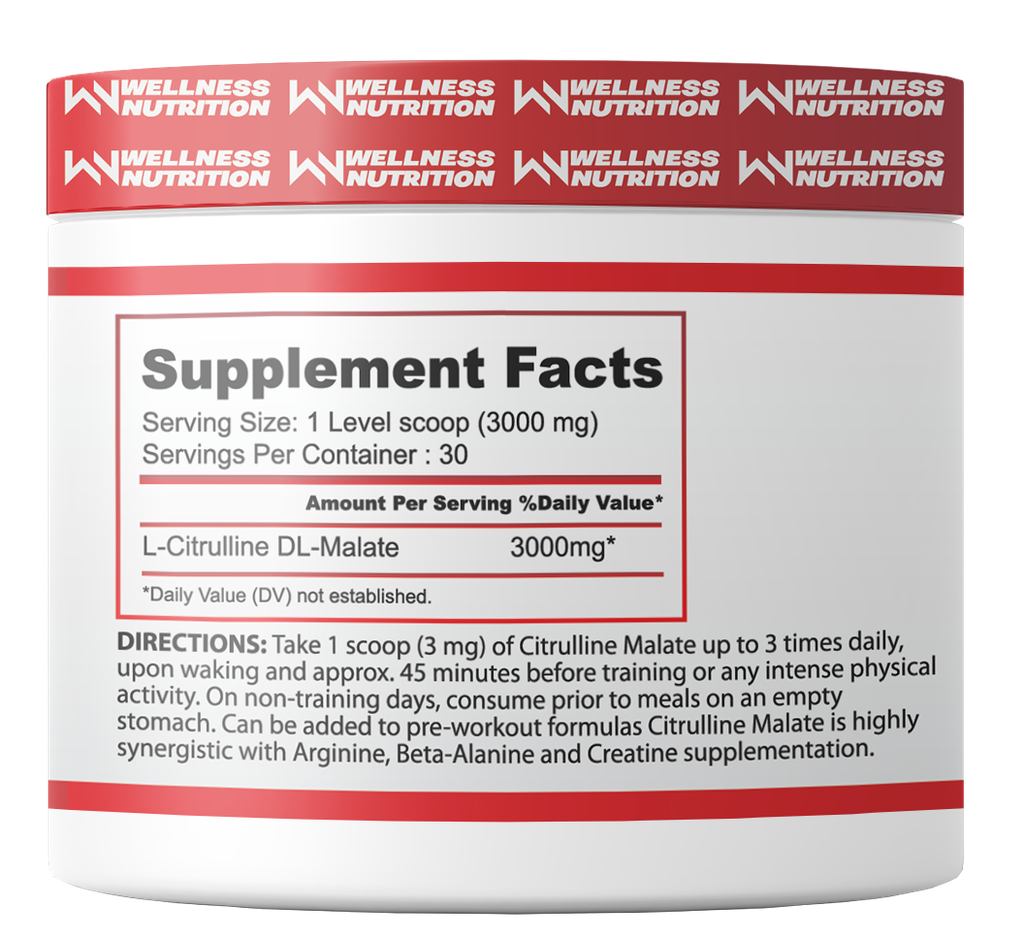 WELLNESS WELLNESS WELLNESS WELLNESS
NUTRITION NUTRITION NUTRITION NUTRITION
WELLNESS WELLNESS WELLNESS WELLNESS
NUTRITION NUTRITION NUTRITION NUTRITION
Supplement Facts
Serving Size: 1 Level scoop (3000 mg)
Servings Per Container : 30
Amount Per Serving %Daily Value*
L-Citrulline DL-Malate 3000mg*
*Daily Value (DV) not established.
DIRECTIONS: Take 1 scoop (3 mg) of Citrulline Malate up to 3 times daily,
upon waking and approx. 45 minutes before training or any intense physical
activity. On non-training days, consume prior to meals on an empty
stomach. Can be added to pre-workout formulas Citrulline Malate is highly
synergistic with Arginine, Beta-Alanine and Creatine supplementation.